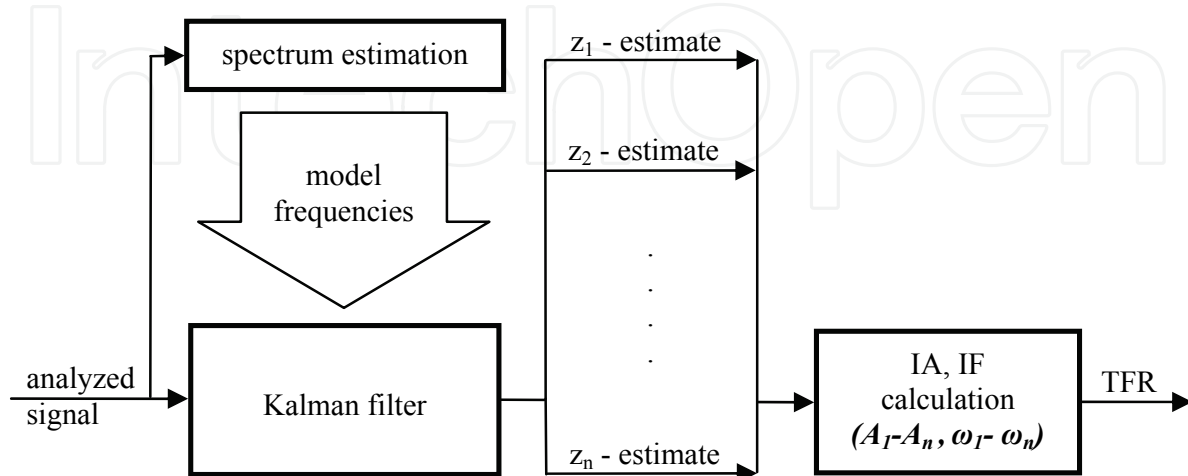 IntechOpen
spectrum estimation
z₁ - estimate
z₂ - estimate
model
frequencies
analyzed
signal
Kalman filter
IA, IF
calculation
(A₁-Aₙ, ω₁- ωₙ)
TFR
zₙ - estimate